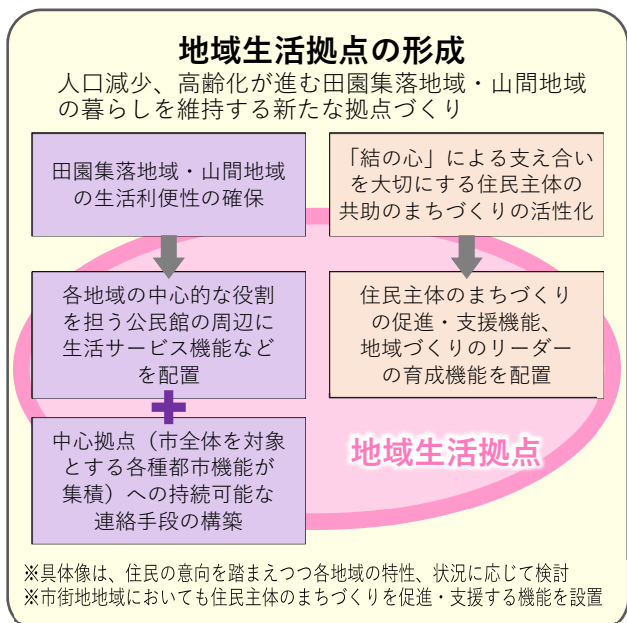 地域生活拠点の形成
人口減少、高齢化が進む田園集落地域・山間地域
の暮らしを維持する新たな拠点づくり
田園集落地域・山間地域
の生活利便性の確保
「結の心」による支え合い
を大切にする住民主体の
共助のまちづくりの活性化
各地域の中心的な役割
を担う公民館の周辺に
生活サービス機能など
を配置
住民主体のまちづくり
の促進・支援機能、
地域づくりのリーダー
の育成機能を配置
中心拠点（市全体を対象
とする各種都市機能が
集積）への持続可能な
連絡手段の構築
地域生活拠点
※具体像は、住民の意向を踏まえつつ各地域の特性、状況に応じて検討
※市街地地域においても住民主体のまちづくりを促進・支援する機能を設置